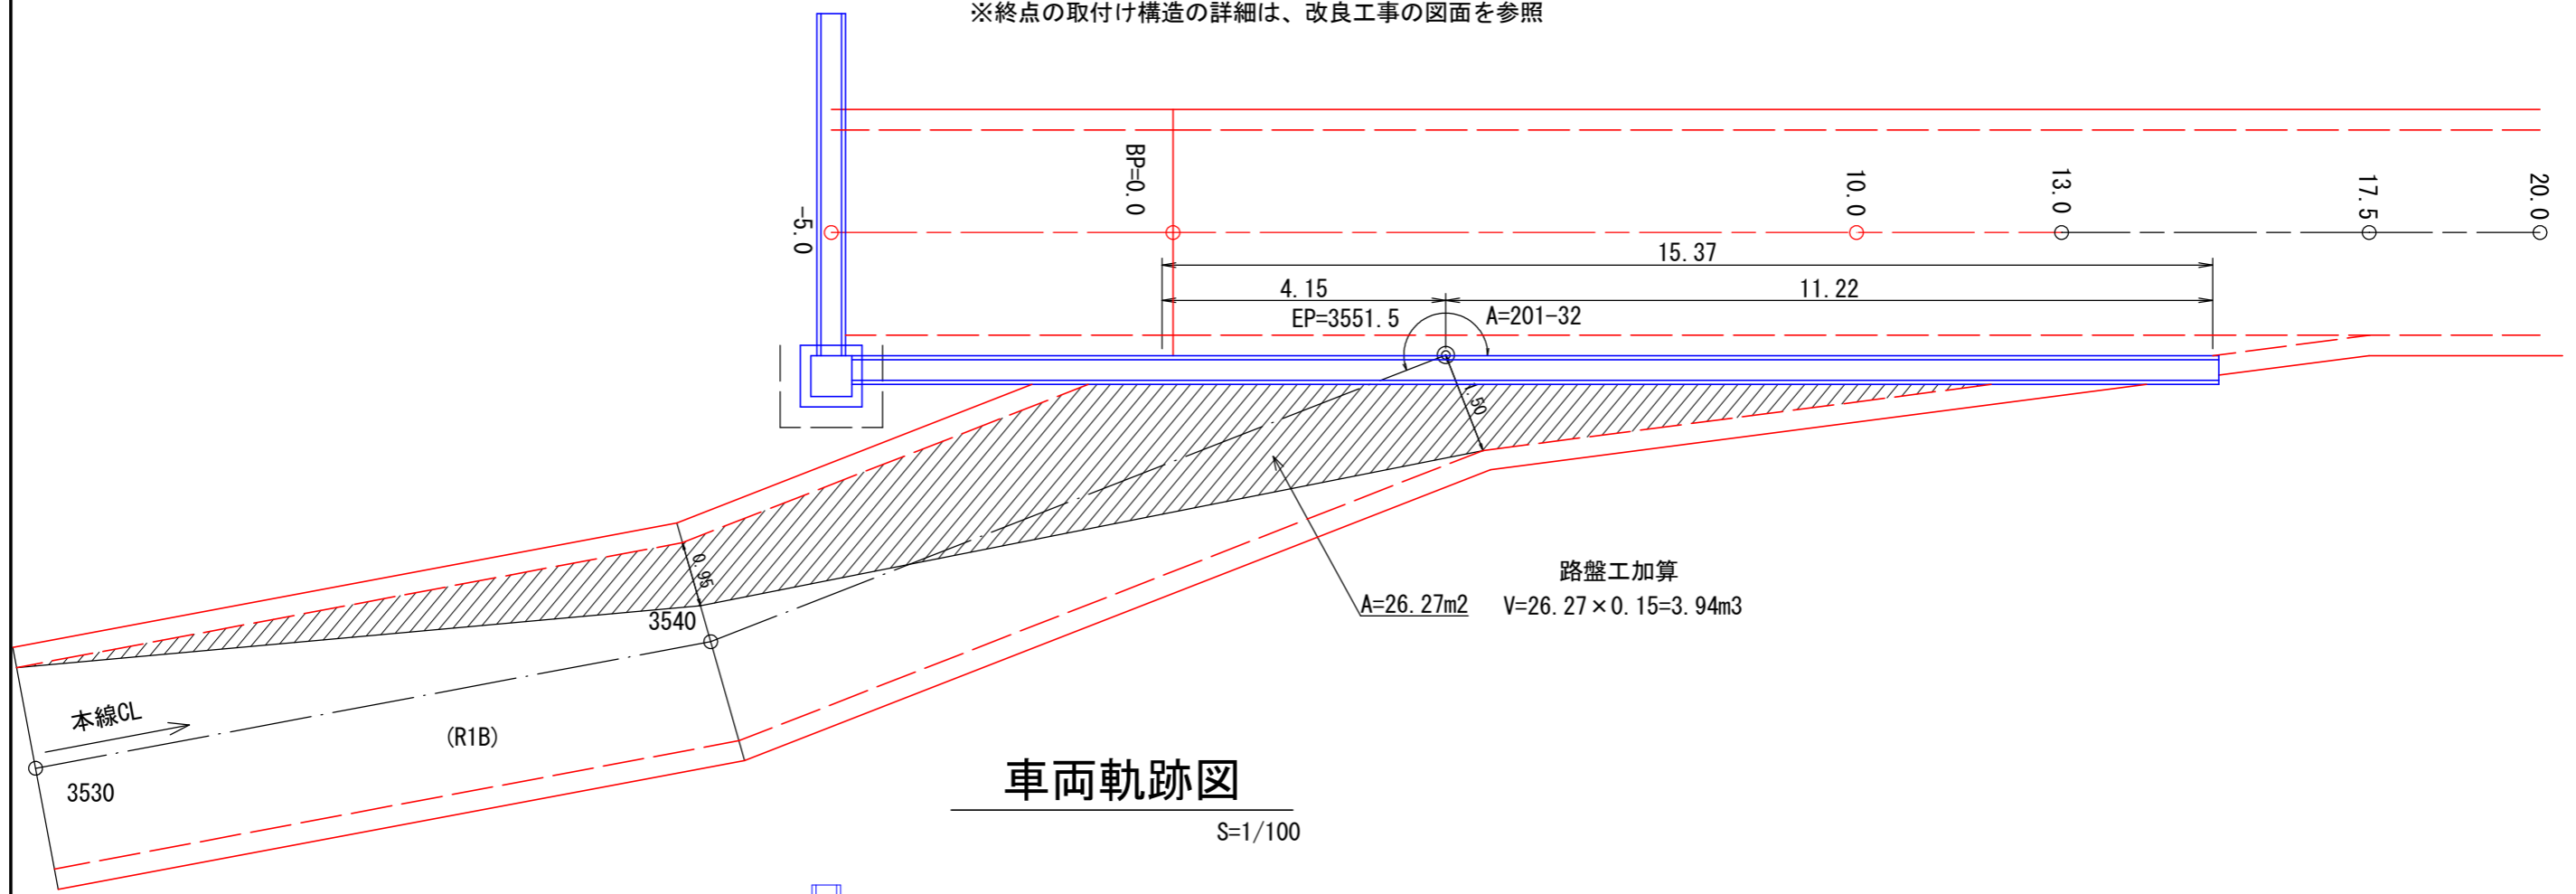 ※終点の取付け構造の詳細は、改良工事の図面を参照
BP=0.0
-5.0
10.0
13.0
17.5
20.0
15.37
4.15
11.22
EP=3551.5
A=201-32
.50
0.95
3540
路盤工加算
A=26.27m2
V=26.27×0.15=3.94m3
本線CL
(R1B)
3530
車両軌跡図
S=1/100